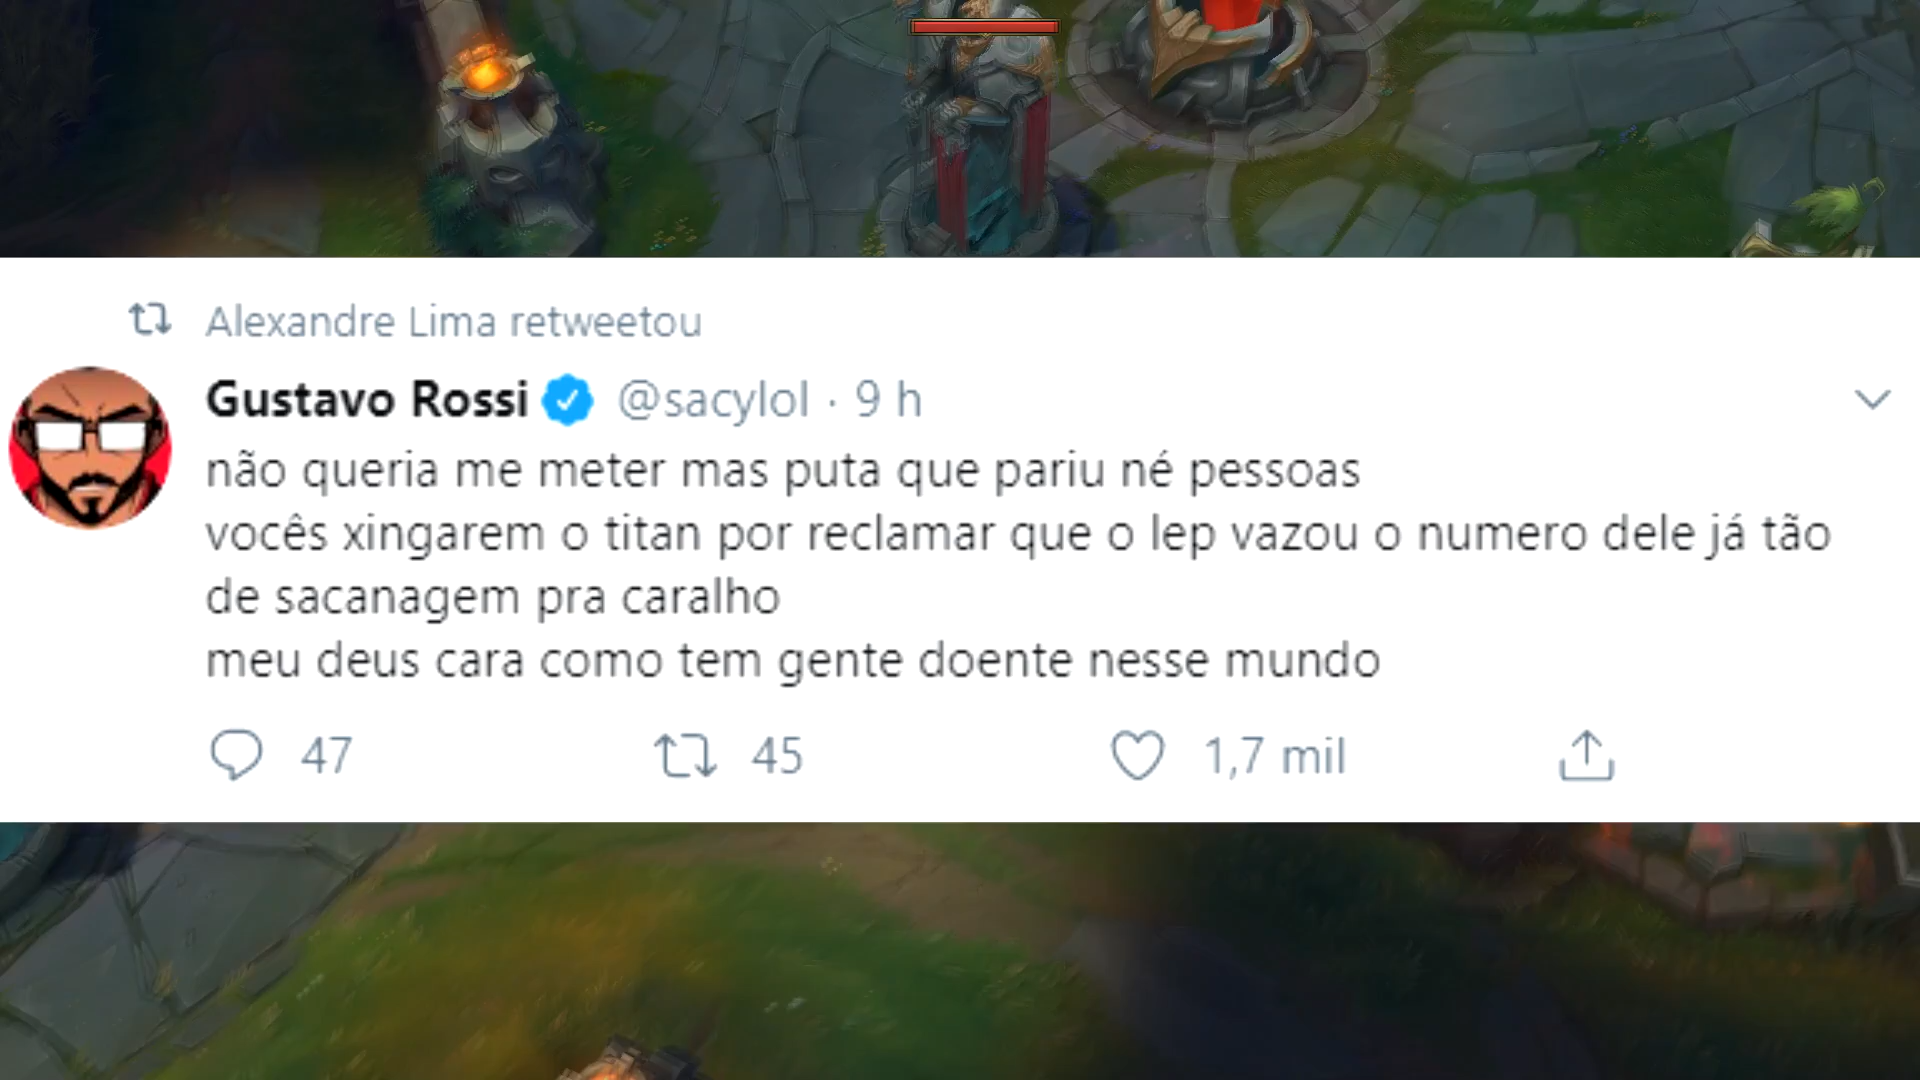 Alexandre Lima retweetou
Gustavo Rossi @sacylol · 9 h
não queria me meter mas puta que pariu né pessoas
vocês xingarem o titan por reclamar que o lep vazou o numero dele já tão
de sacanagem pra caralho
meu deus cara como tem gente doente nesse mundo
47 45 1,7 mil